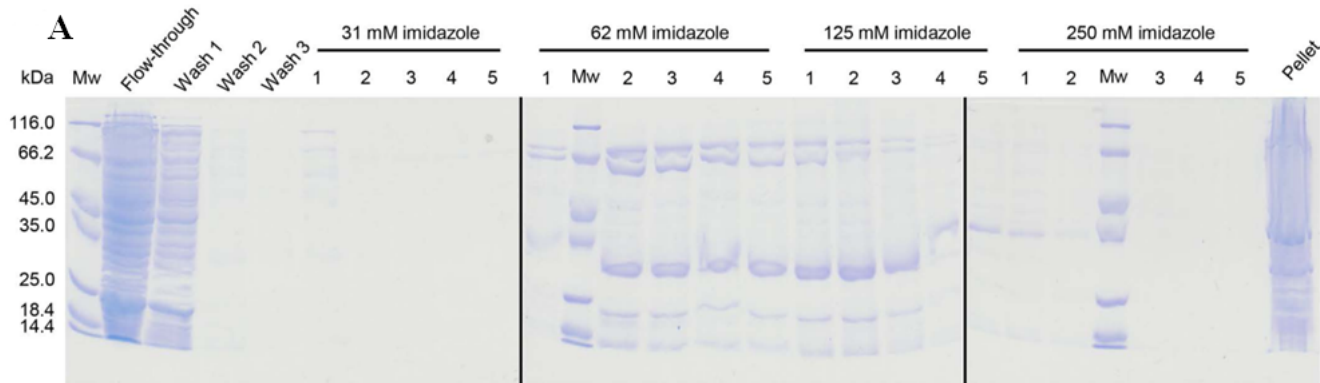 A
31 mM imidazole 62 mM imidazole 125 mM imidazole 250 mM imidazole
kDa Mw Flow-through Wash 1 Wash 2 Wash 3 1 2 3 4 5 1 Mw 2 3 4 5 1 2 3 4 5 1 2 Mw 3 4 5 Pellet
116.0
66.2
45.0
35.0
25.0
18.4
14.4